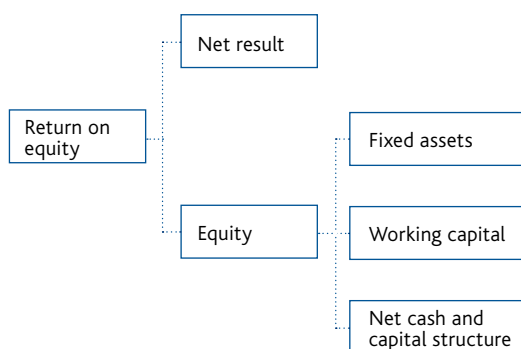 Net result
Return on
equity
Fixed assets
Equity
Working capital
Net cash and
capital structure